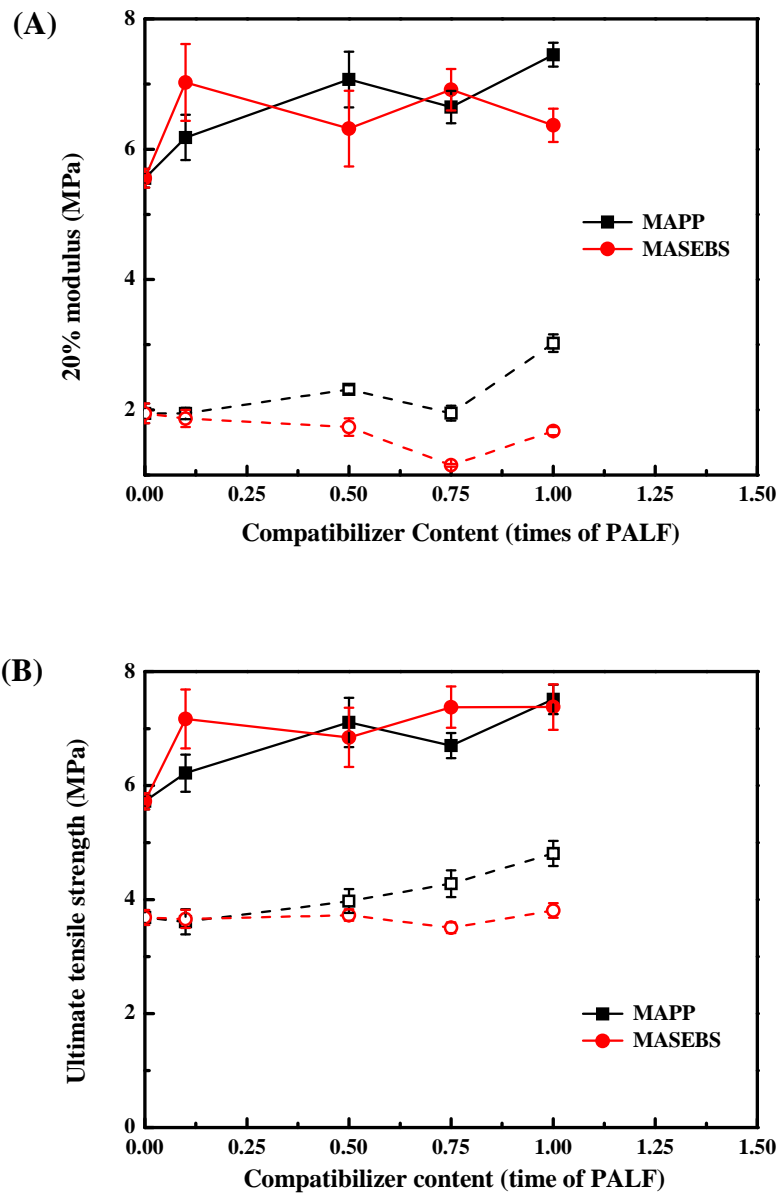 (A)
8
6
4
2
20% modulus (MPa)
MAPP
MASEBS
0.00 0.25 0.50 0.75 1.00 1.25 1.50
Compatibilizer Content (times of PALF)
(B)
8
6
4
2
0
Ultimate tensile strength (MPa)
MAPP
MASEBS
0.00 0.25 0.50 0.75 1.00 1.25 1.50
Compatibilizer content (time of PALF)